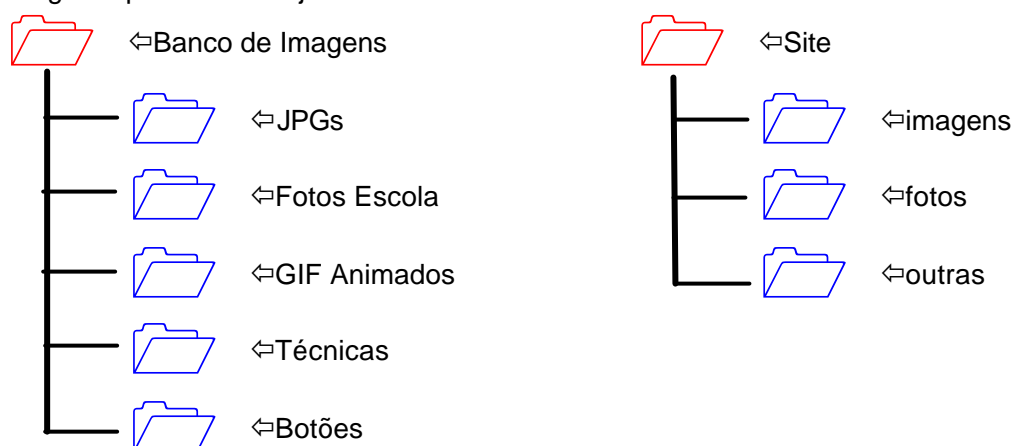 ⇦Banco de Imagens
⇦JPGs
⇦Fotos Escola
⇦GIF Animados
⇦Técnicas
⇦Botões
⇦Site
⇦imagens
⇦fotos
⇦outras